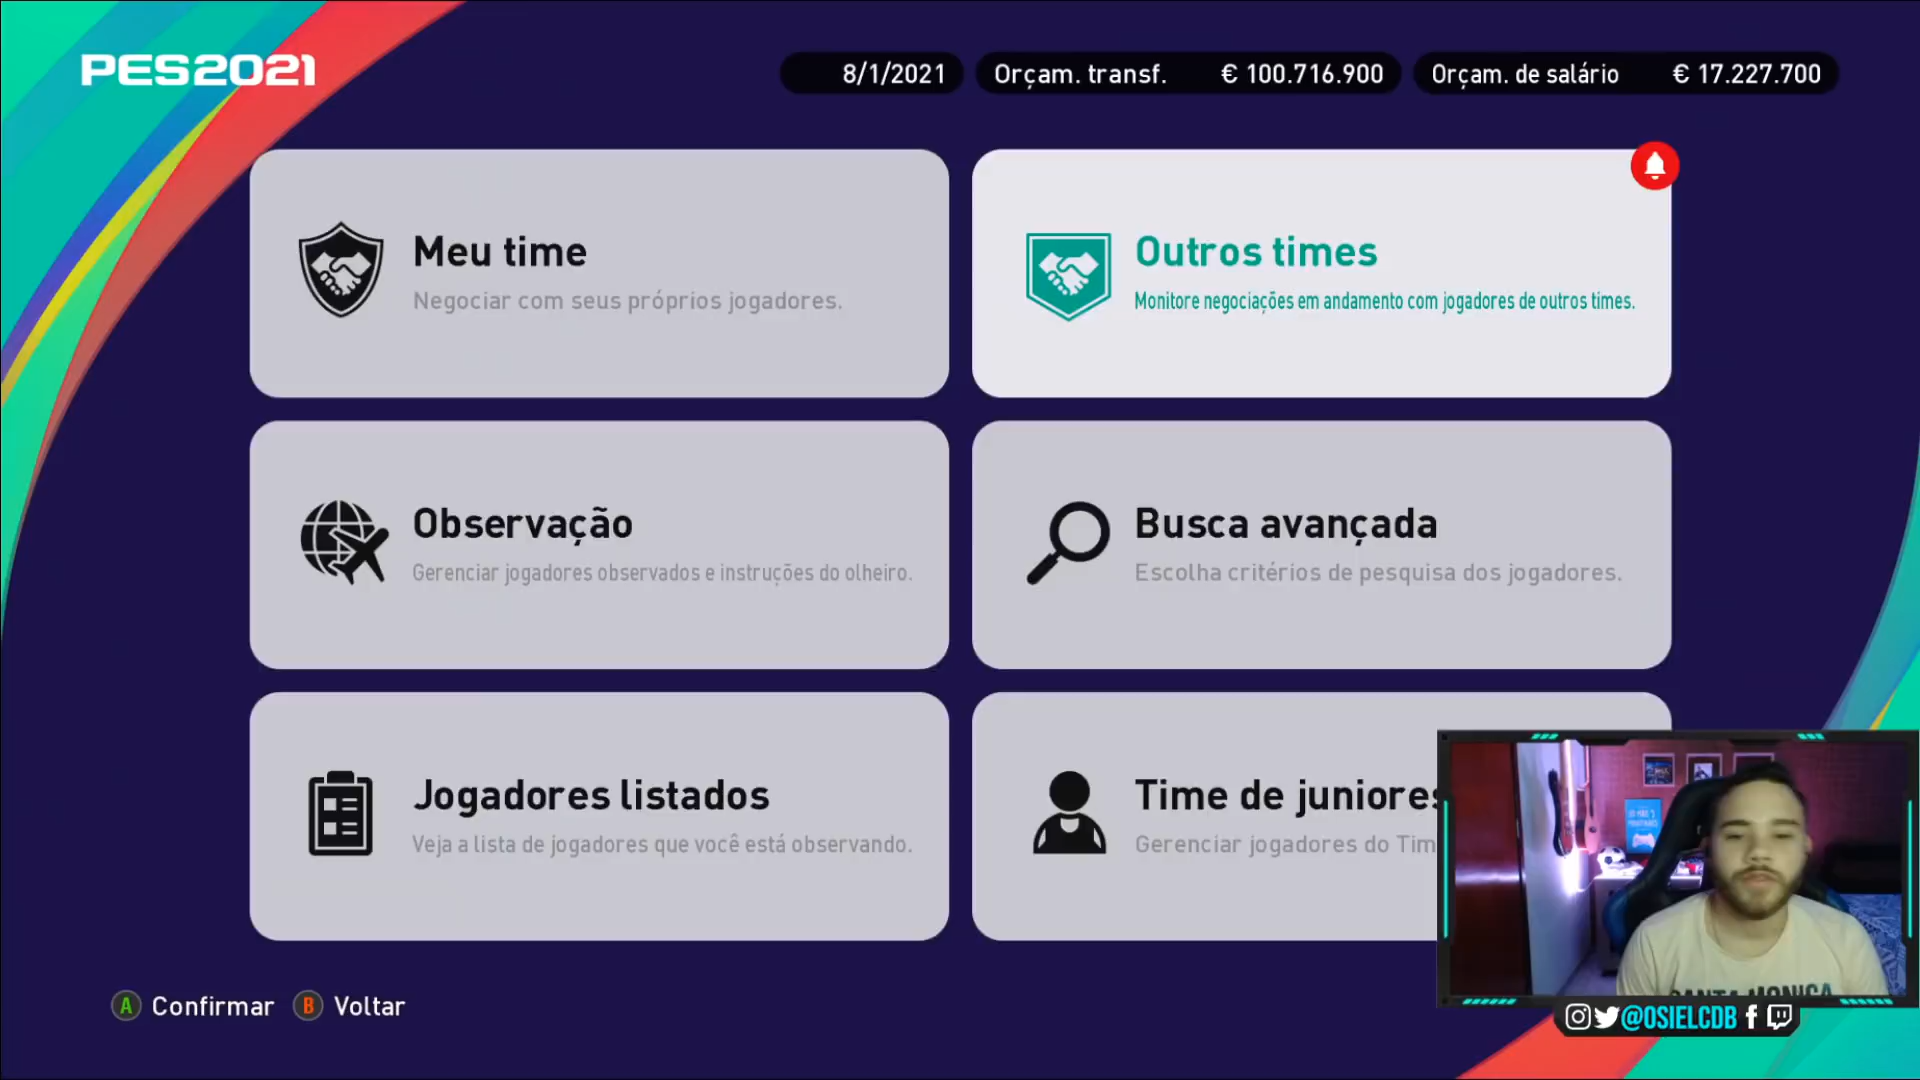 PES2021
8/1/2021 Orçam. transf. € 100.716.900 Orçam. de salário € 17.227.700
Meu time
Negociar com seus próprios jogadores.
Outros times
Monitore negociações em andamento com jogadores de outros times.
Observação
Gerenciar jogadores observados e instruções do olheiro.
Busca avançada
Escolha critérios de pesquisa dos jogadores.
Jogadores listados
Veja a lista de jogadores que você está observando.
Time de juniores
Gerenciar jogadores do Tim
SANTA MONICA
A Confirmar B Voltar
@OSIELCDB